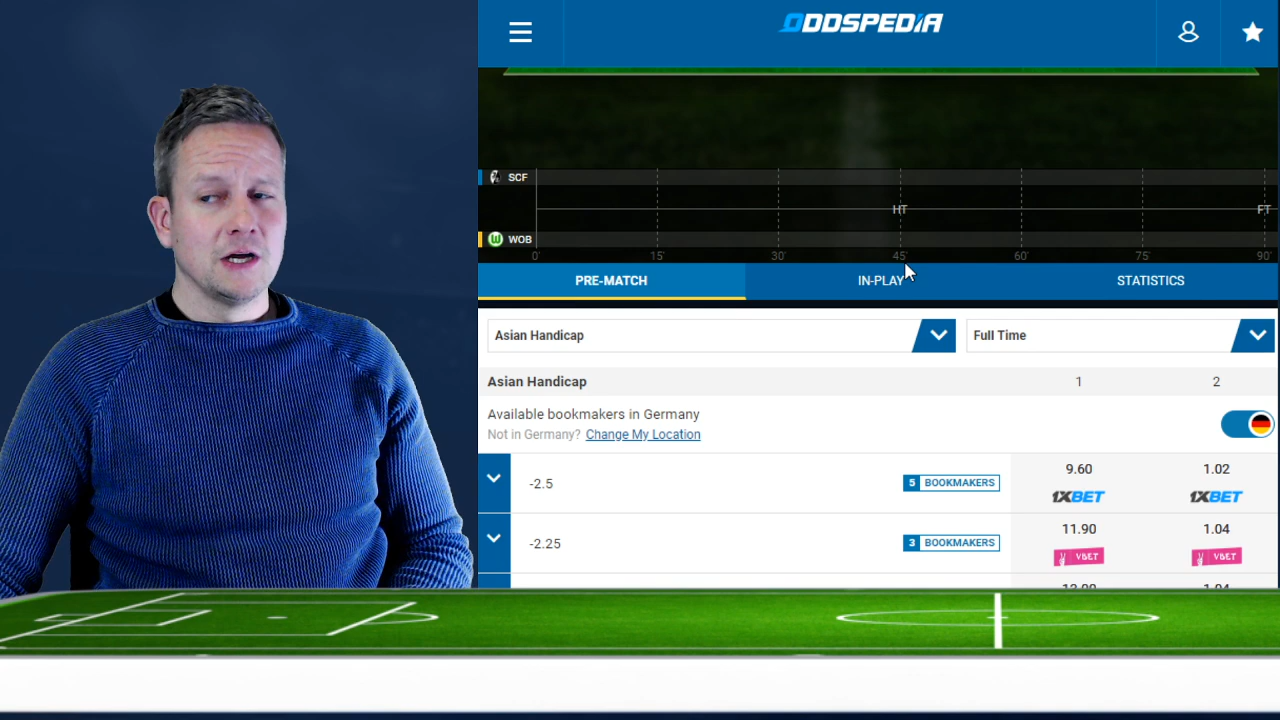 ODDSPEDIA
SCF
HT
FT
WOB
0' 15' 30' 45' 60' 75' 90'
PRE-MATCH IN-PLAY STATISTICS
Asian Handicap Full Time
Asian Handicap 1 2
Available bookmakers in Germany
Not in Germany? Change My Location
-2.5 5 BOOKMAKERS 9.60 1.02
1XBET 1XBET
-2.25 3 BOOKMAKERS 11.90 1.04
VBET VBET